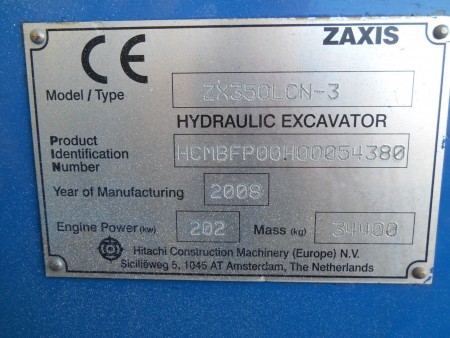 CE ZAXIS
Model / Type ZX350LCN-3
HYDRAULIC EXCAVATOR
Product
Identification HCMBFP00H00054380
Number
Year of Manufacturing 2008
Engine Power (kw) 202 Mass (kg) 34400
Hitachi Construction Machinery (Europe) N.V.
Siciliëweg 5, 1045 AT Amsterdam, The Netherlands